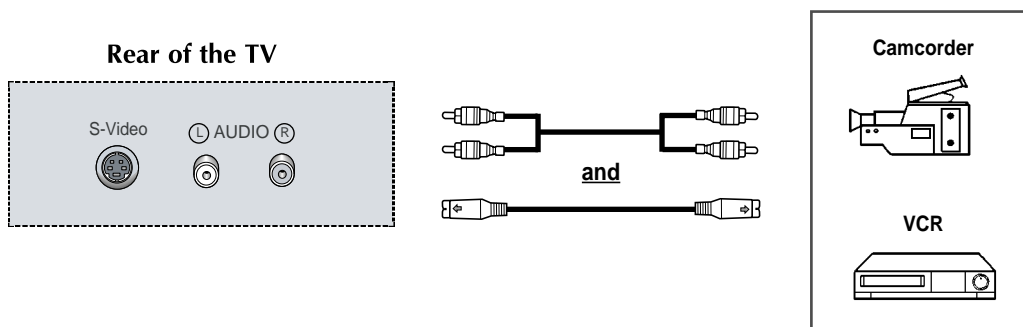 Rear of the TV
S-Video
L AUDIO R
and
Camcorder
VCR